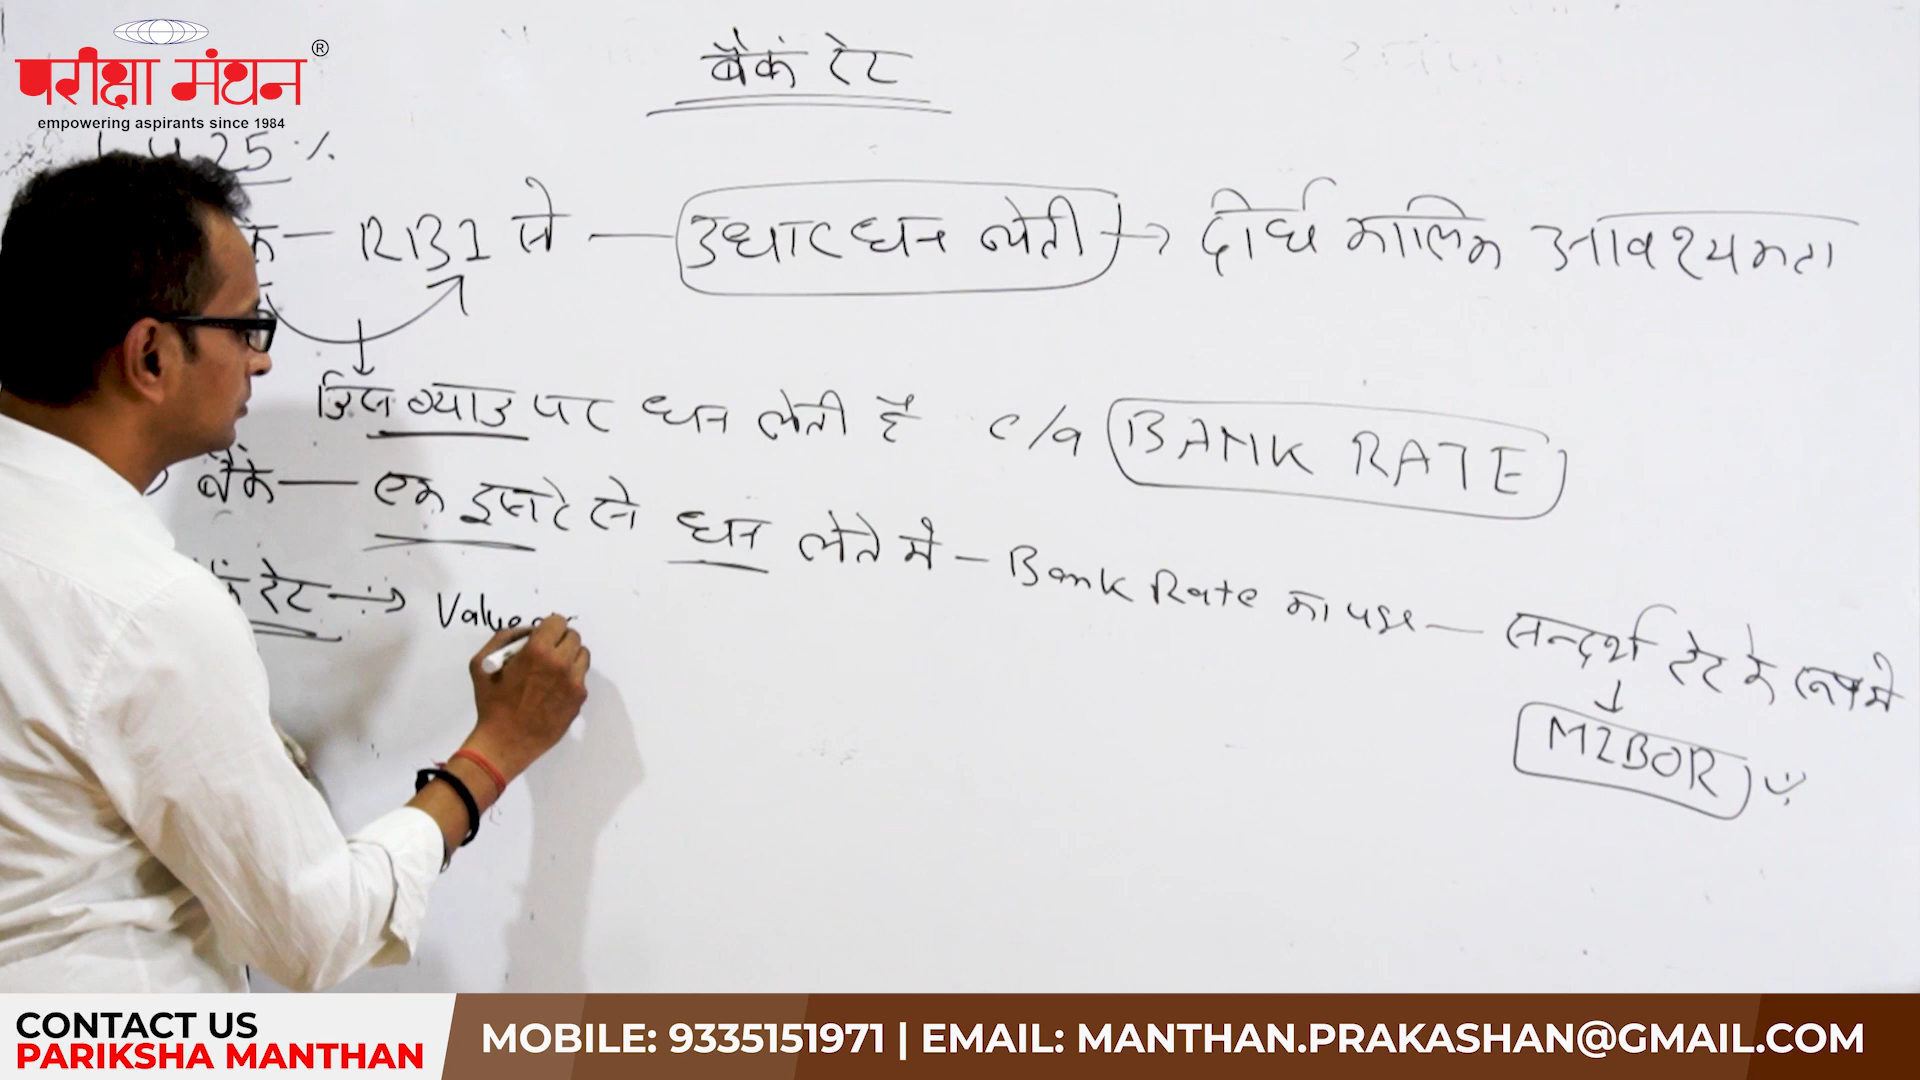 परीक्षा मंथन ®
empowering aspirants since 1984
बैकं रेट
4.25 %
RBI से — उधार धन लेती → दीर्घ कालिक आवश्यकता
जिस ब्याज पर धन लेती है c/a BANK RATE
बैंके — एक दूसरे से धन लेते मे — Bank Rate का पक्ष — सन्दर्भ रेट के रूप मे
MIBOR
रेट → Value
CONTACT US
PARIKSHA MANTHAN
MOBILE: 9335151971 | EMAIL: MANTHAN.PRAKASHAN@GMAIL.COM